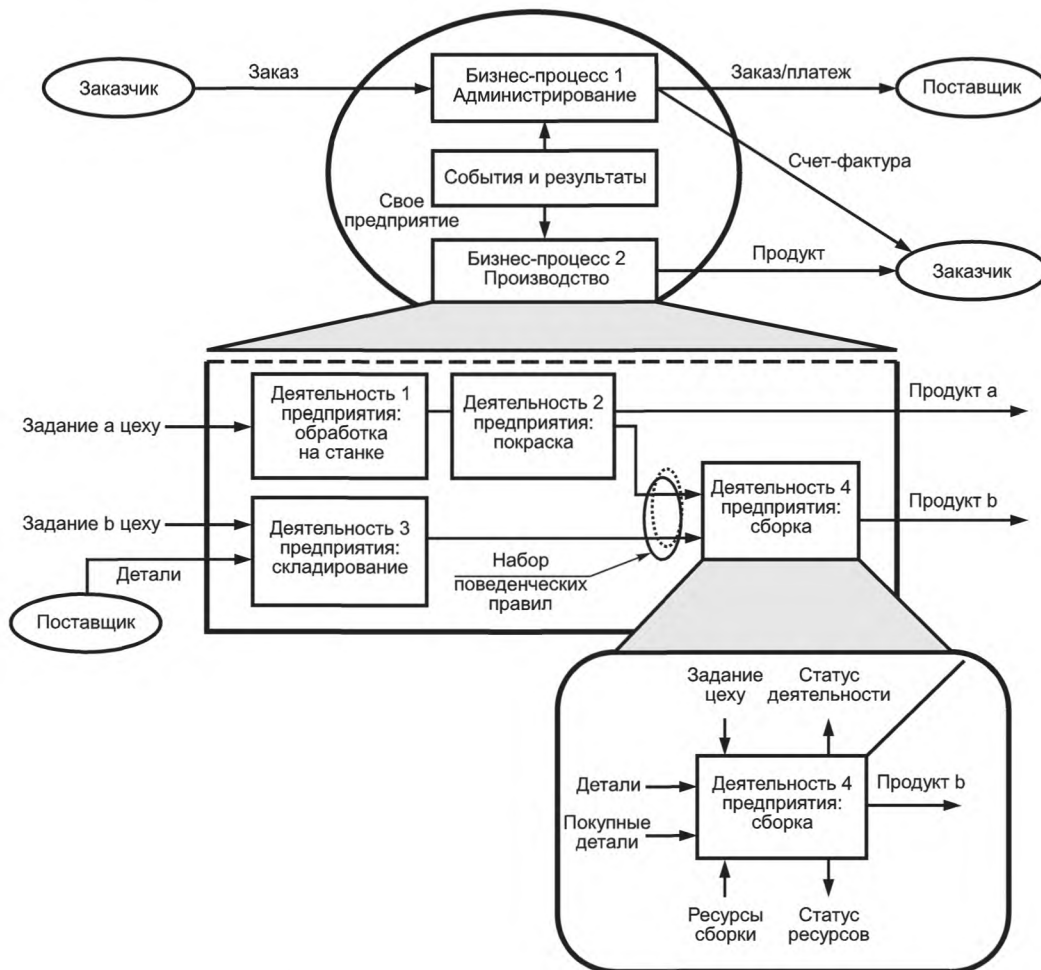 Заказчик
Заказ
Бизнес-процесс 1
Администрирование
Заказ/платеж
Поставщик
События и результаты
Счет-фактура
Свое
предприятие
Бизнес-процесс 2
Производство
Продукт
Заказчик
Задание а цеху
Деятельность 1
предприятия:
обработка
на станке
Деятельность 2
предприятия:
покраска
Продукт а
Задание b цеху
Детали
Поставщик
Деятельность 3
предприятия:
складирование
Набор
поведенческих
правил
Деятельность 4
предприятия:
сборка
Продукт b
Задание
цеху
Статус
деятельности
Детали
Покупные
детали
Деятельность 4
предприятия:
сборка
Продукт b
Ресурсы
сборки
Статус
ресурсов